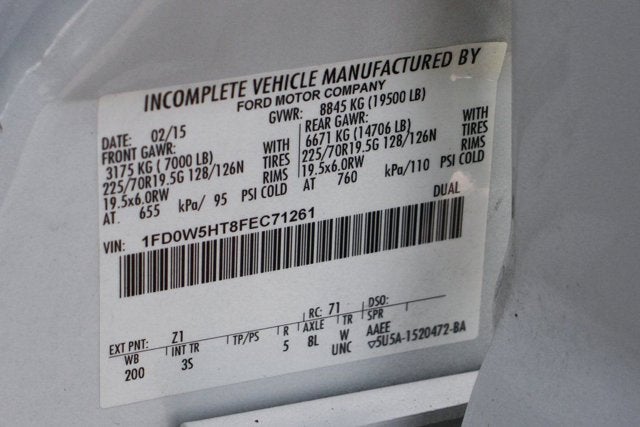 INCOMPLETE VEHICLE MANUFACTURED BY
FORD MOTOR COMPANY
DATE: 02/15 GVWR: 8845 KG (19500 LB)
FRONT GAWR: REAR GAWR:
3175 KG (7000 LB) WITH 6671 KG (14706 LB) WITH
225/70R19.5G 128/126N TIRES 225/70R19.5G 128/126N TIRES
19.5x6.0RW RIMS 19.5x6.0RW RIMS
AT 655 kPa/ 95 PSI COLD AT 760 kPa/110 PSI COLD
DUAL
VIN: 1FD0W5HT8FEC71261
EXT PNT: Z1 RC: 71 DSO:
WB INT TR TP/PS R AXLE TR SPR
200 3S 5 8L W AAEE
UNC ▽5U5A-1520472-BA